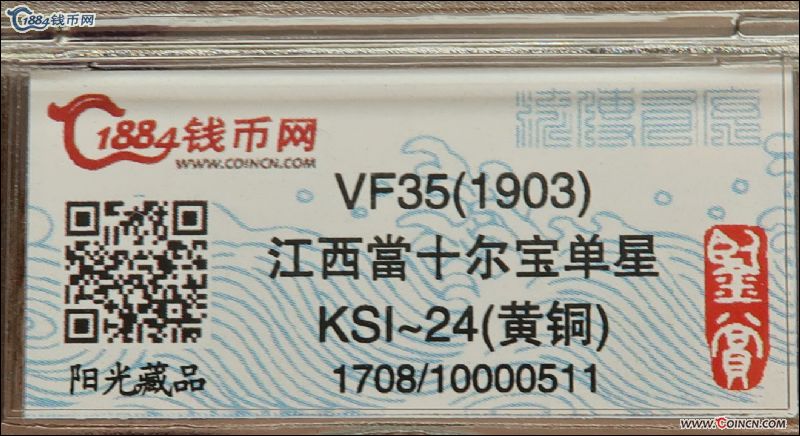 1884钱币网
1884钱币网
WWW.COINCN.COM
VF35(1903)
江西當十尔宝单星
KSI~24(黄铜)
阳光藏品
1708/10000511
鉴赏
WWW.COINCN.COM